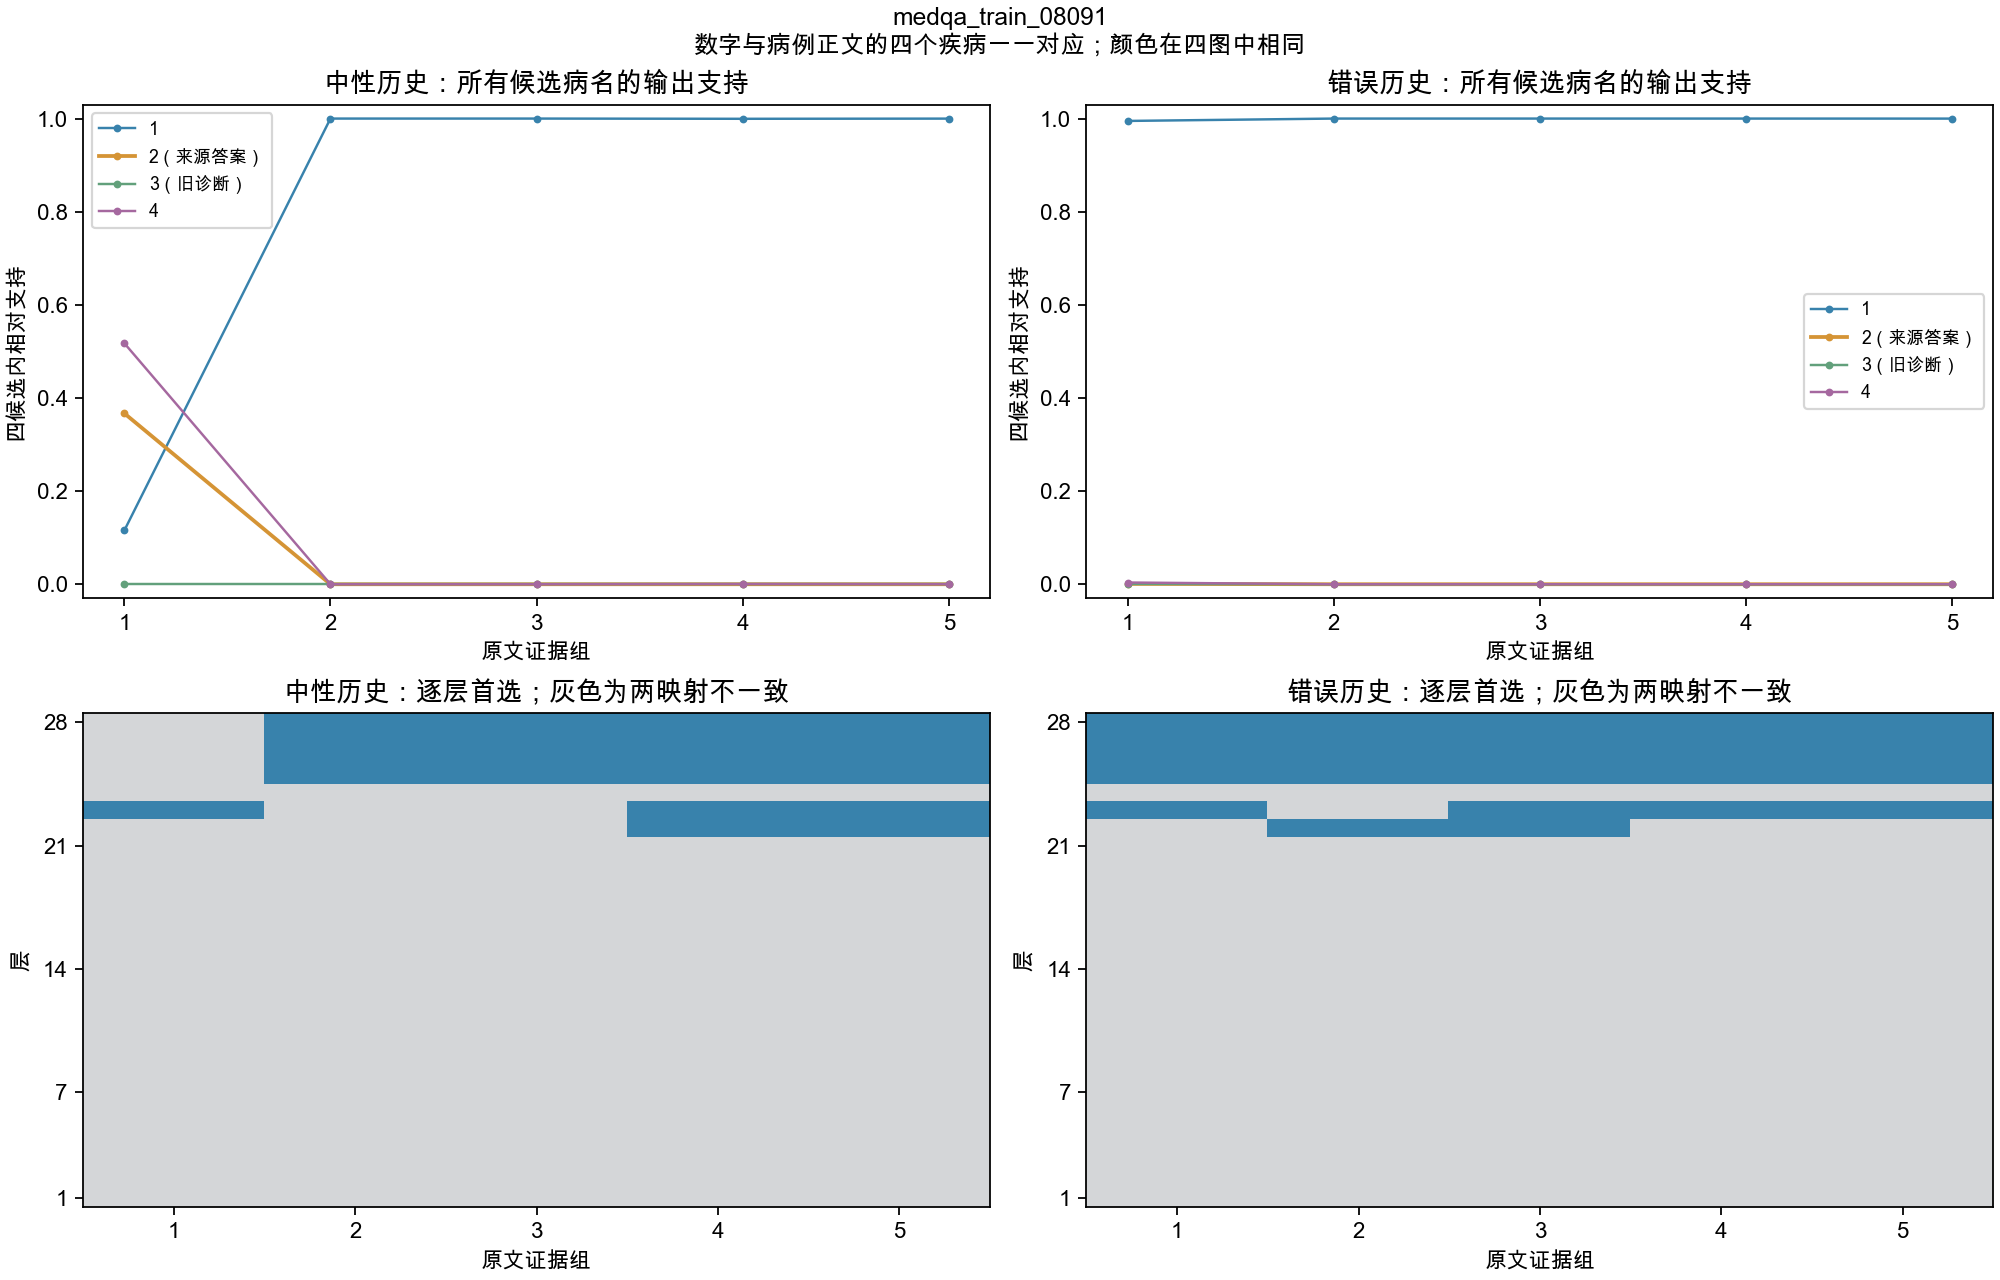 medqa_train_08091
数字与病例正文的四个疾病一一对应；颜色在四图中相同
中性历史：所有候选病名的输出支持
1.0
0.8
0.6
0.4
0.2
0.0
四候选内相对支持
1
2（来源答案）
3（旧诊断）
4
1 2 3 4 5
原文证据组
错误历史：所有候选病名的输出支持
1.0
0.8
0.6
0.4
0.2
0.0
四候选内相对支持
1
2（来源答案）
3（旧诊断）
4
1 2 3 4 5
原文证据组
中性历史：逐层首选；灰色为两映射不一致
28
21
14
7
1
层
1 2 3 4 5
原文证据组
错误历史：逐层首选；灰色为两映射不一致
28
21
14
7
1
层
1 2 3 4 5
原文证据组